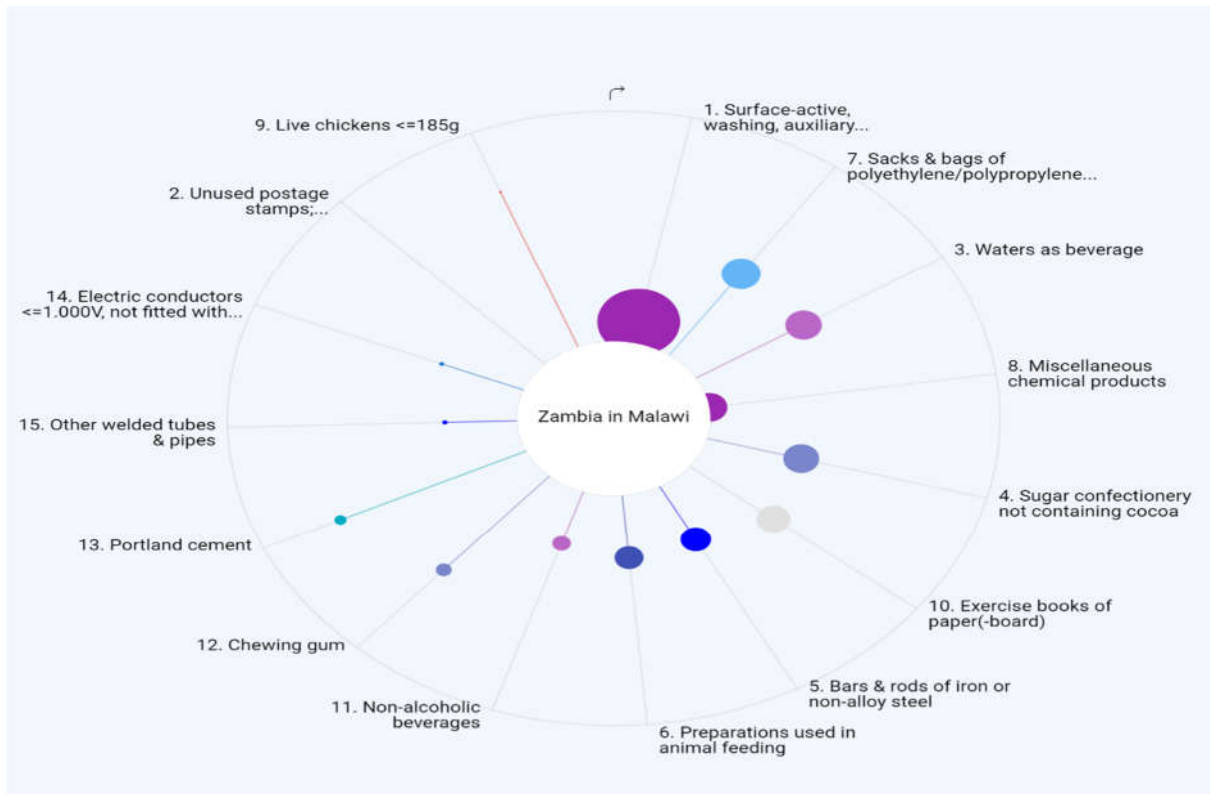 1. Surface-active,
washing, auxiliary...
7. Sacks & bags of
polyethylene/polypropylene...
3. Waters as beverage
8. Miscellaneous
chemical products
4. Sugar confectionery
not containing cocoa
10. Exercise books of
paper(-board)
5. Bars & rods of iron or
non-alloy steel
6. Preparations used in
animal feeding
11. Non-alcoholic
beverages
12. Chewing gum
13. Portland cement
15. Other welded tubes
& pipes
14. Electric conductors
<=1.000V, not fitted with...
2. Unused postage
stamps;...
9. Live chickens <=185g
Zambia in Malawi